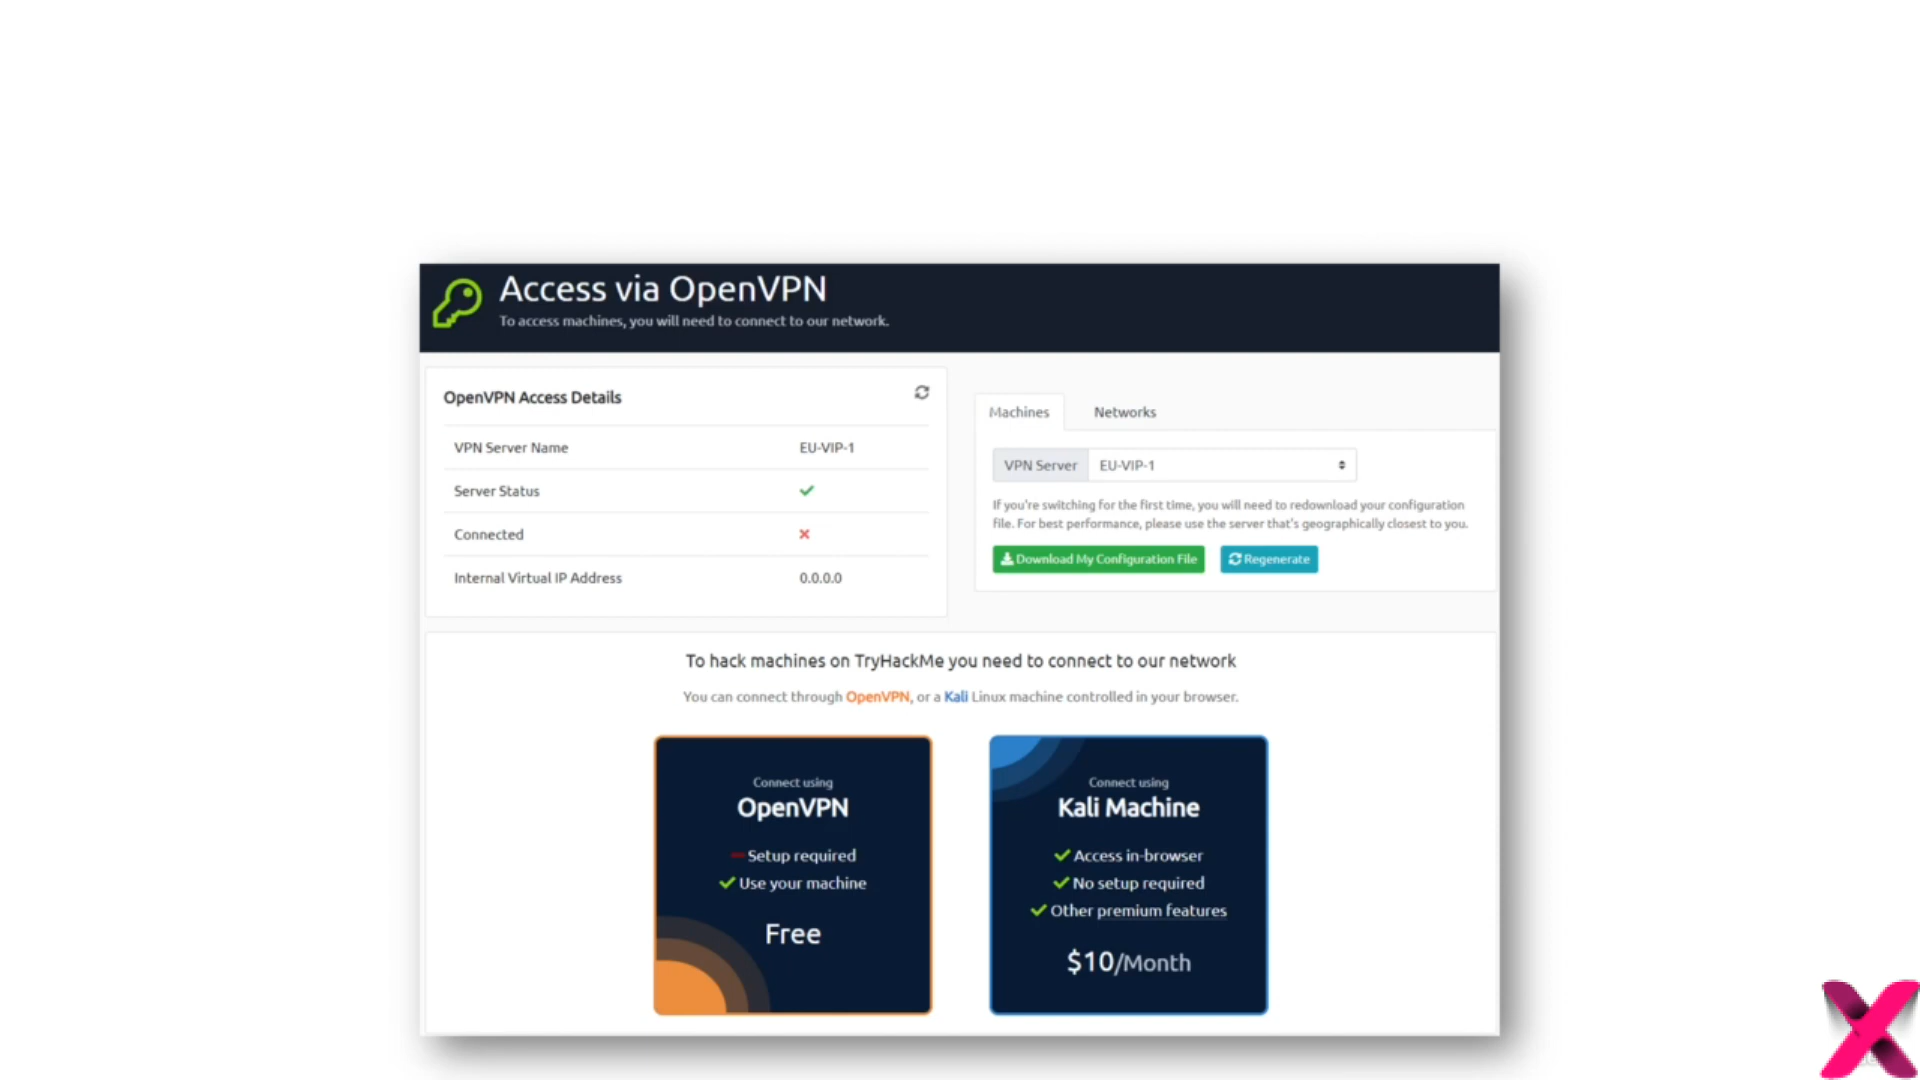 Access via OpenVPN
To access machines, you will need to connect to our network.
OpenVPN Access Details
VPN Server Name EU-VIP-1
Server Status
Connected
Internal Virtual IP Address 0.0.0.0
Machines Networks
VPN Server EU-VIP-1
If you're switching for the first time, you will need to redownload your configuration
file. For best performance, please use the server that's geographically closest to you.
Download My Configuration File Regenerate
To hack machines on TryHackMe you need to connect to our network
You can connect through OpenVPN, or a Kali Linux machine controlled in your browser.
Connect using
OpenVPN
Setup required
Use your machine
Free
Connect using
Kali Machine
Access in-browser
No setup required
Other premium features
$10/Month